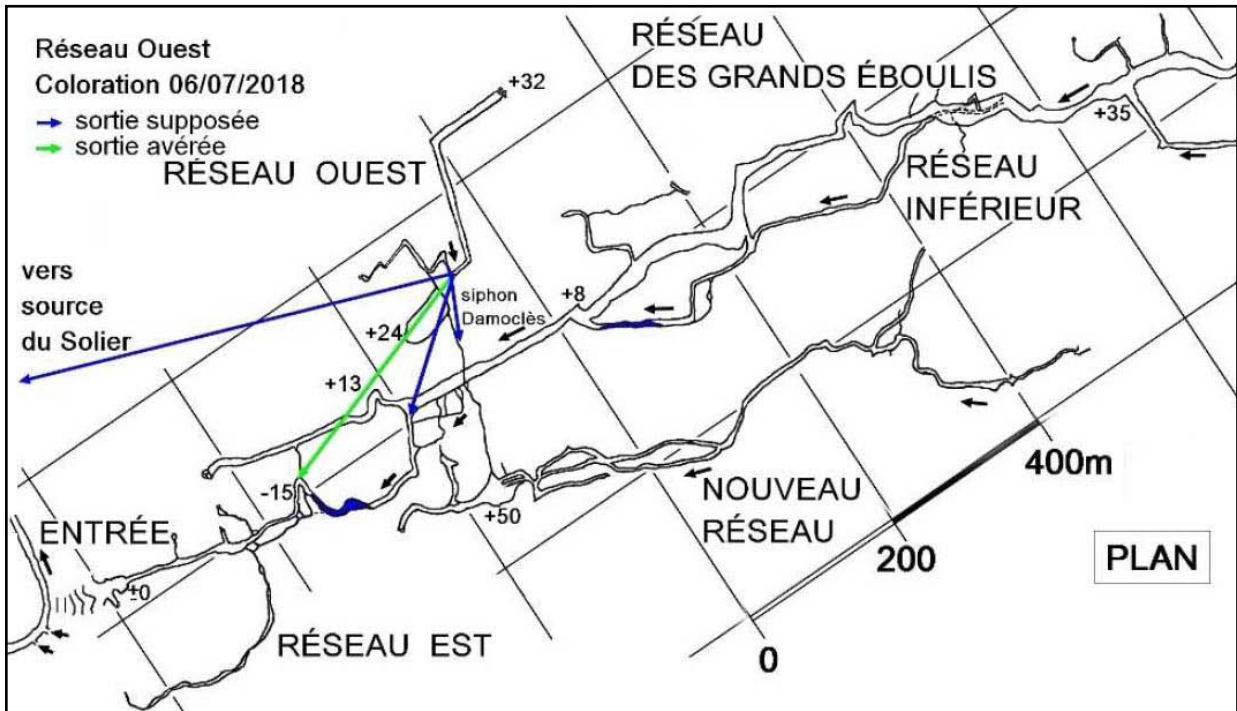 Réseau Ouest
Coloration 06/07/2018
sortie supposée
sortie avérée
RÉSEAU OUEST
+32
RÉSEAU
DES GRANDS ÉBOULIS
+35
RÉSEAU
INFÉRIEUR
vers
source
du Solier
siphon
Damoclès
+8
+24
+13
-15
+50
ENTRÉE
±0
RÉSEAU EST
NOUVEAU
RÉSEAU
400m
200
0
PLAN